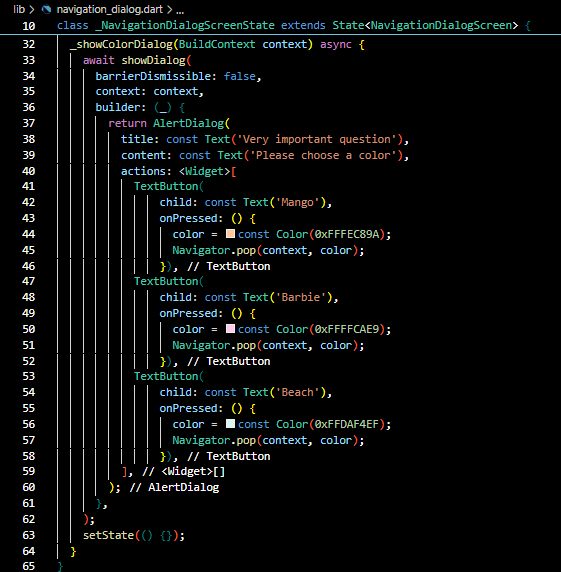 lib > navigation_dialog.dart > ...
10 class _NavigationDialogScreenState extends State<NavigationDialogScreen> {
32   _showColorDialog(BuildContext context) async {
33     await showDialog(
34       barrierDismissible: false,
35       context: context,
36       builder: (_) {
37         return AlertDialog(
38           title: const Text('Very important question'),
39           content: const Text('Please choose a color'),
40           actions: <Widget>[
41             TextButton(
42                 child: const Text('Mango'),
43                 onPressed: () {
44                   color = const Color(0xFFFEC89A);
45                   Navigator.pop(context, color);
46                 }), // TextButton
47             TextButton(
48                 child: const Text('Barbie'),
49                 onPressed: () {
50                   color = const Color(0xFFFFCAE9);
51                   Navigator.pop(context, color);
52                 }), // TextButton
53             TextButton(
54                 child: const Text('Beach'),
55                 onPressed: () {
56                   color = const Color(0xFFDAF4EF);
57                   Navigator.pop(context, color);
58                 }), // TextButton
59           ], // <Widget>[]
60         ); // AlertDialog
61       },
62     );
63     setState(() {});
64   }
65 }